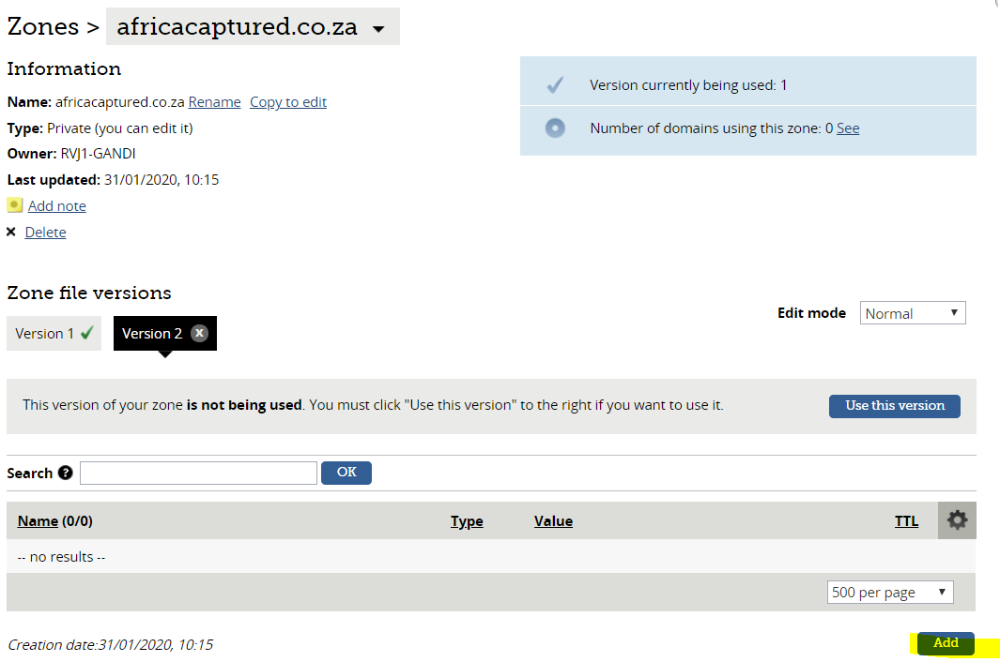 Zones > africacaptured.co.za
Information
Name: africacaptured.co.za Rename Copy to edit
Type: Private (you can edit it)
Owner: RVJ1-GANDI
Last updated: 31/01/2020, 10:15
Add note
Delete
Version currently being used: 1
Number of domains using this zone: 0 See
Zone file versions
Edit mode Normal
Version 1 Version 2
This version of your zone is not being used. You must click "Use this version" to the right if you want to use it.
Use this version
Search OK
Name (0/0) Type Value TTL
-- no results --
500 per page
Creation date:31/01/2020, 10:15
Add